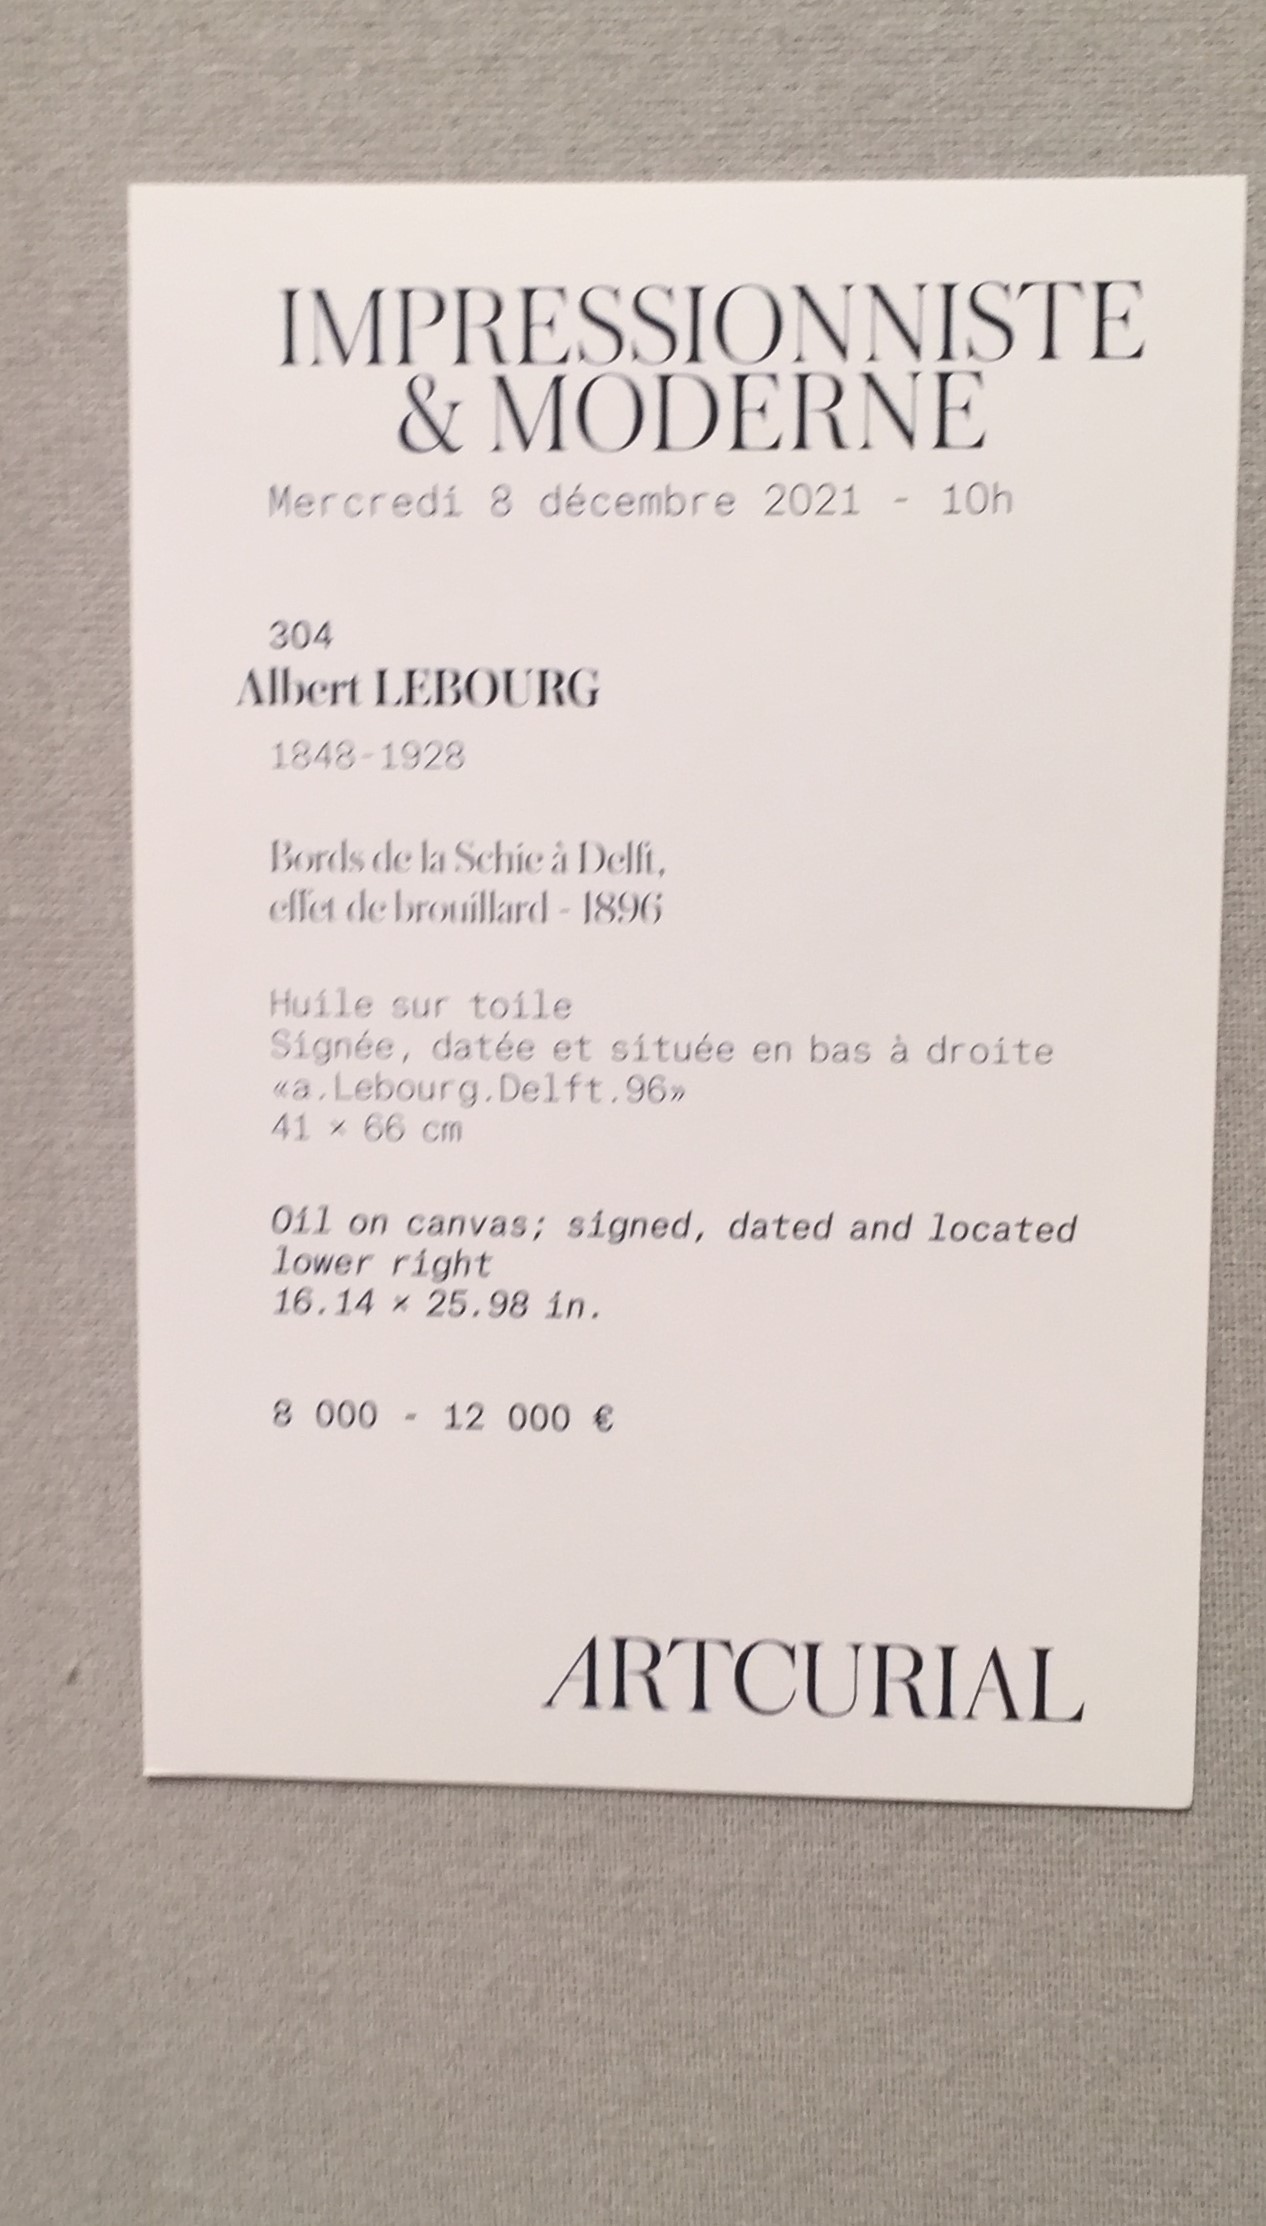 IMPRESSIONNISTE
& MODERNE
Mercredi 8 décembre 2021 - 10h
304
Albert LEBOURG
1848-1928
Bords de la Schie à Delft,
effet de brouillard - 1896
Huile sur toile
Signée, datée et située en bas à droite
«a.Lebourg.Delft.96»
41 × 66 cm
Oil on canvas; signed, dated and located
lower right
16.14 × 25.98 in.
8 000 - 12 000 €
ARTCURIAL